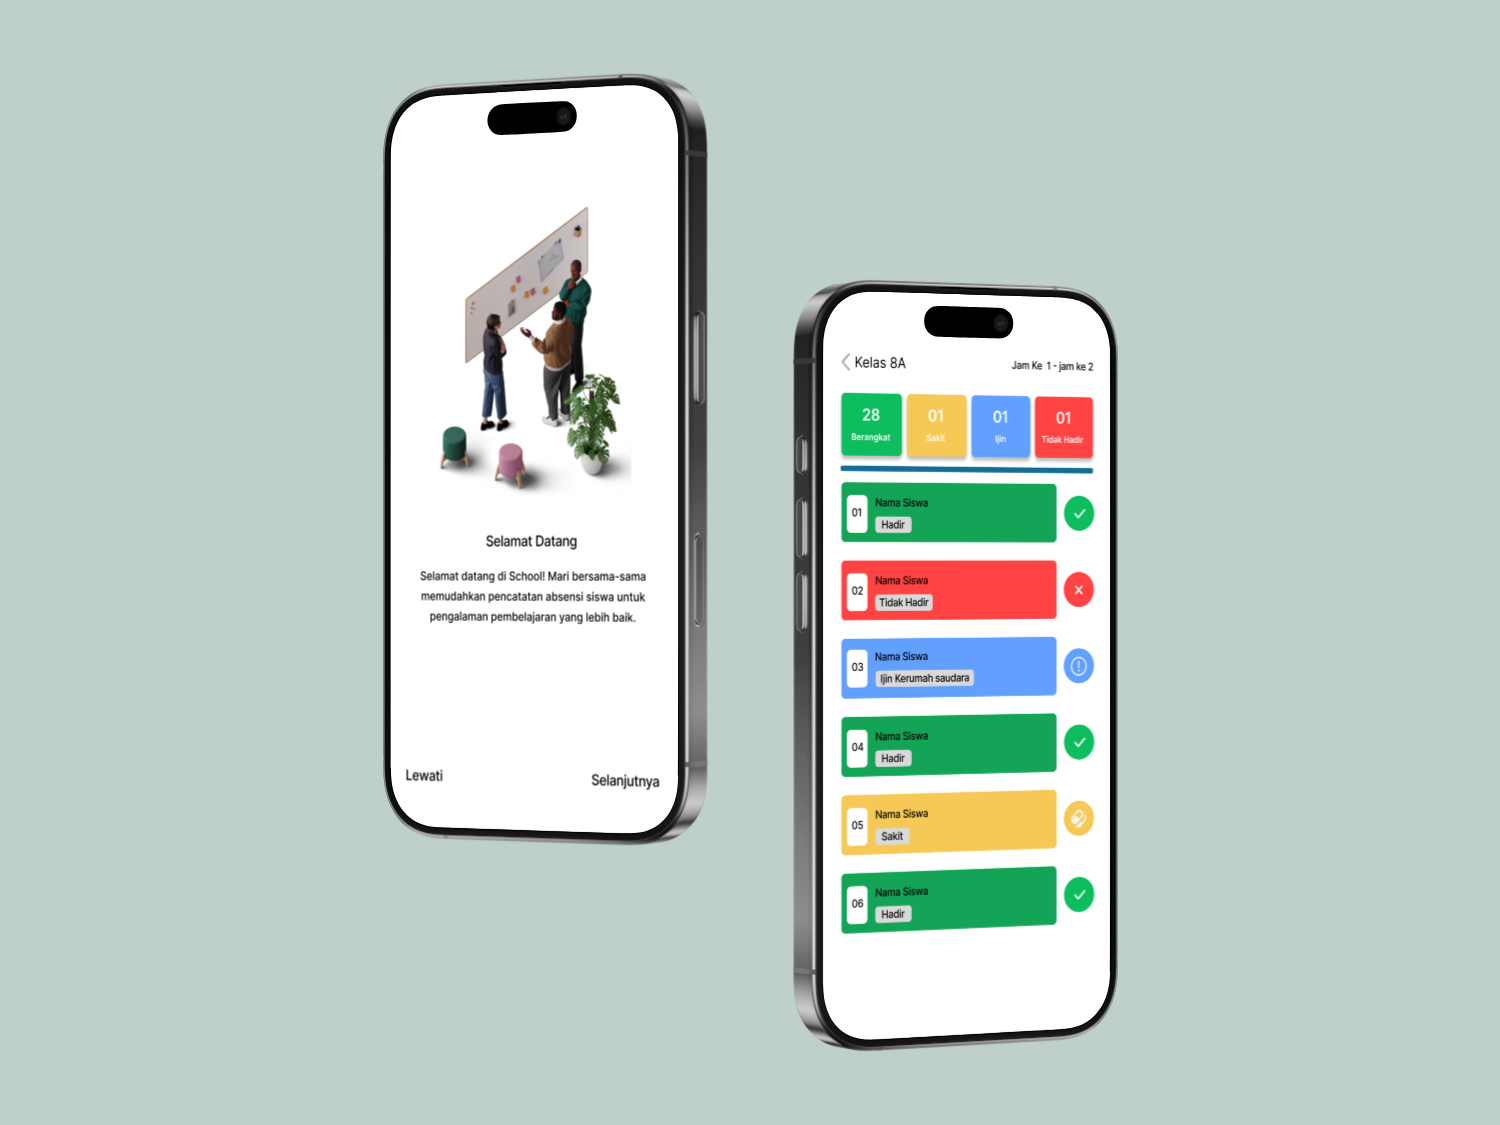 Selamat Datang
Selamat datang di School! Mari bersama-sama
memudahkan pencatatan absensi siswa untuk
pengalaman pembelajaran yang lebih baik.
Lewati
Selanjutnya
Kelas 8A
Jam Ke 1 - jam ke 2
28
Berangkat
01
Sakit
01
Ijin
01
Tidak Hadir
01
Nama Siswa
Hadir
02
Nama Siswa
Tidak Hadir
03
Nama Siswa
Ijin Kerumah saudara
04
Nama Siswa
Hadir
05
Nama Siswa
Sakit
06
Nama Siswa
Hadir